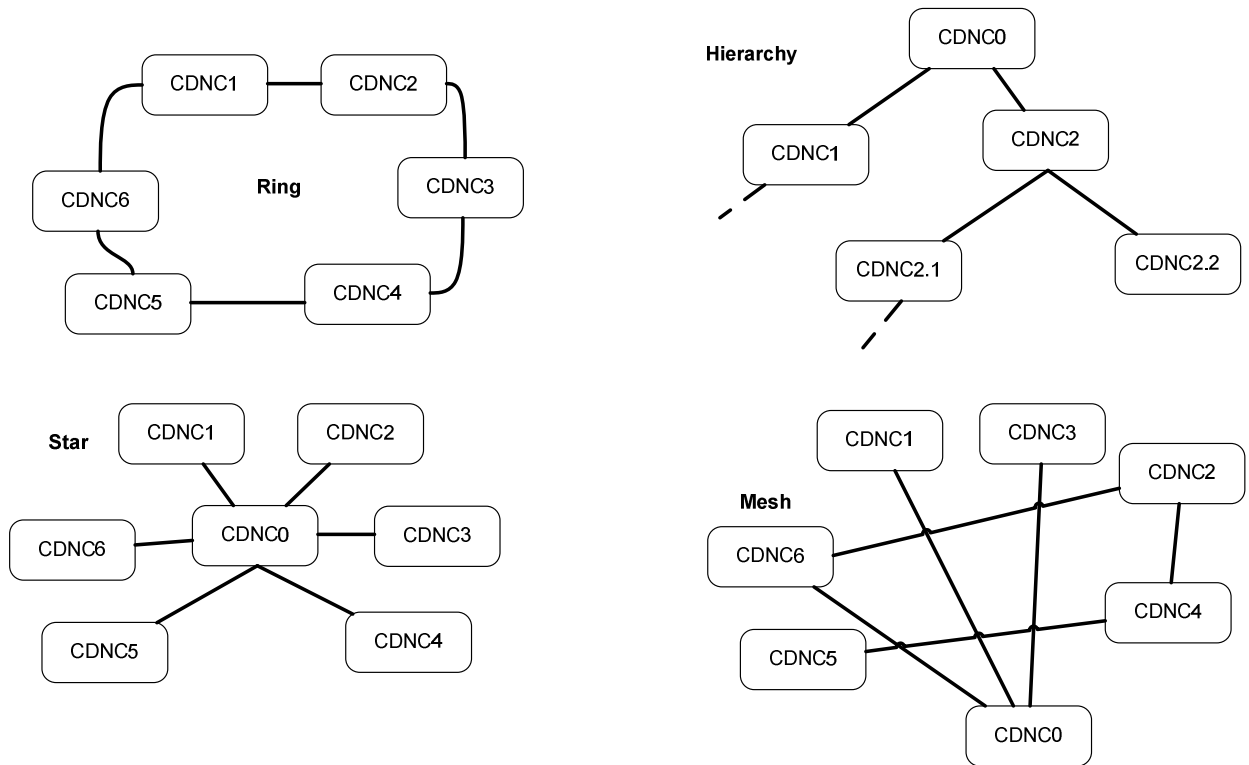 CDNC1
CDNC2
Ring
CDNC3
CDNC6
CDNC4
CDNC5
Hierarchy
CDNC0
CDNC1
CDNC2
CDNC2.1
CDNC2.2
Star
CDNC1
CDNC2
CDNC6
CDNC0
CDNC3
CDNC5
CDNC4
CDNC1
CDNC3
CDNC2
Mesh
CDNC6
CDNC4
CDNC5
CDNC0